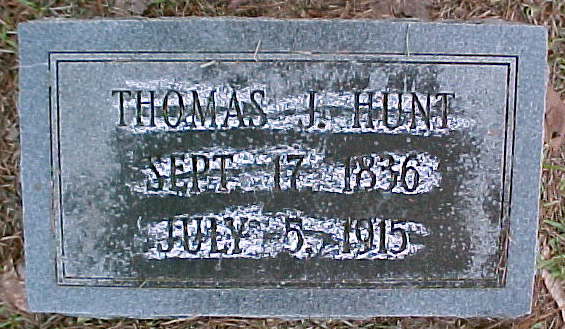 THOMAS J. HUNT
SEPT. 17, 1836
JULY 5, 1915